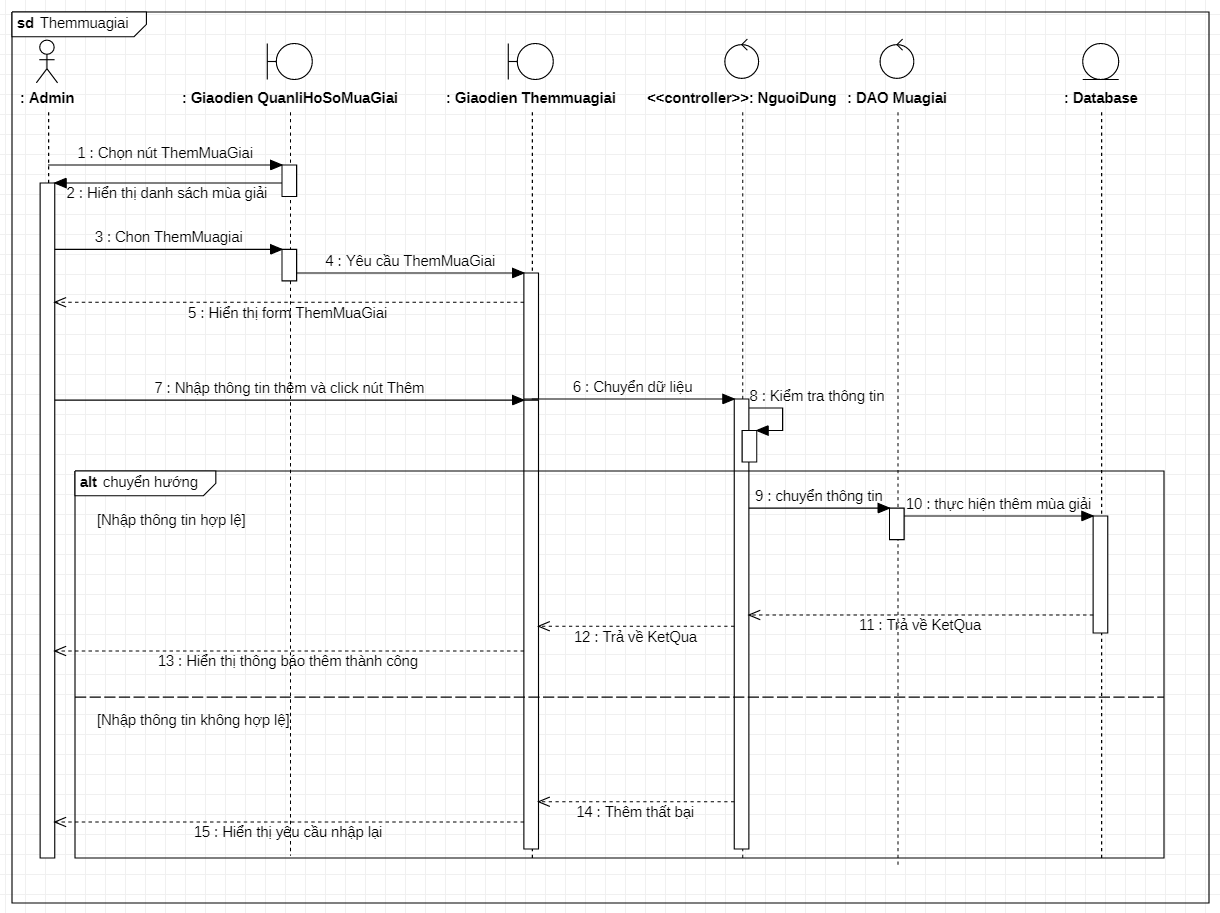 sd Themmuagiai
: Admin
: Giaodien QuanliHoSoMuaGiai
: Giaodien Themmuagiai
<<controller>>: NguoiDung
: DAO Muagiai
: Database
1 : Chọn nút ThemMuaGiai
2 : Hiển thị danh sách mùa giải
3 : Chon ThemMuagiai
4 : Yêu cầu ThemMuaGiai
5 : Hiển thị form ThemMuaGiai
7 : Nhập thông tin thêm và click nút Thêm
6 : Chuyển dữ liệu
8 : Kiểm tra thông tin
alt chuyển hướng
[Nhập thông tin hợp lệ]
9 : chuyển thông tin
10 : thực hiện thêm mùa giải
11 : Trả về KetQua
12 : Trả về KetQua
13 : Hiển thị thông báo thêm thành công
[Nhập thông tin không hợp lệ]
14 : Thêm thất bại
15 : Hiển thị yêu cầu nhập lại